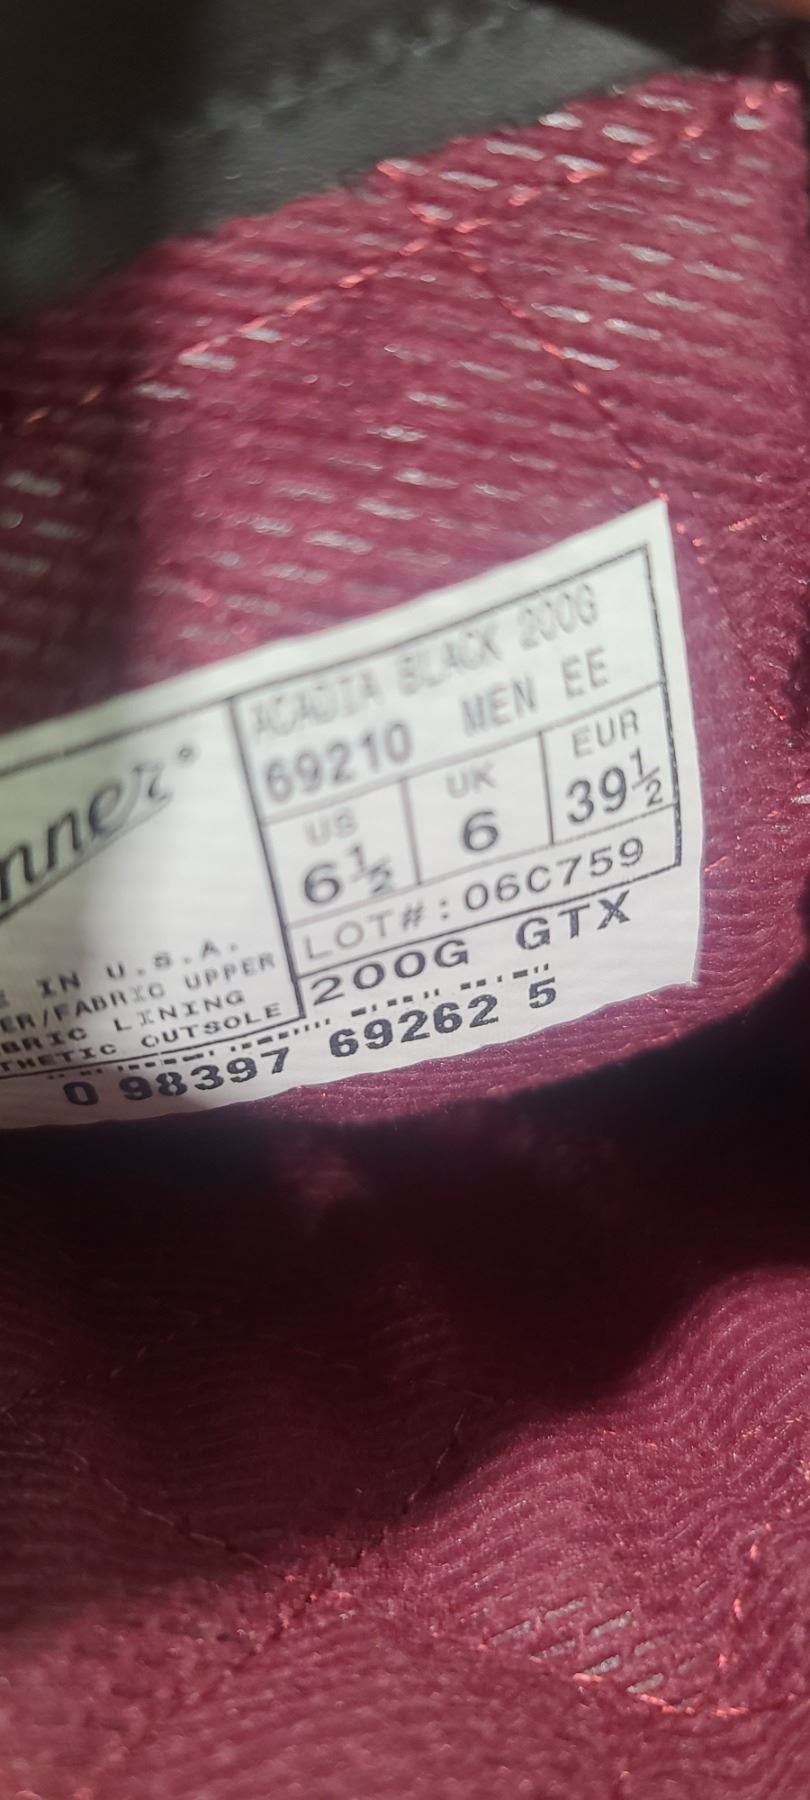 nner®
ACADIA BLACK 200G
69210 MEN EE
US UK EUR
6½ 6 39½
LOT#:06C759
200G GTX
E IN U.S.A.
ER/FABRIC UPPER
BRIC LINING
THETIC OUTSOLE
0 98397 69262 5